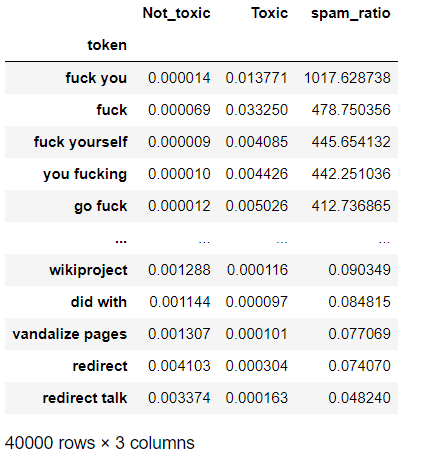 Not_toxic Toxic spam_ratio
token
fuck you 0.000014 0.013771 1017.628738
fuck 0.000069 0.033250 478.750356
fuck yourself 0.000009 0.004085 445.654132
you fucking 0.000010 0.004426 442.251036
go fuck 0.000012 0.005026 412.736865
... ... ... ...
wikiproject 0.001288 0.000116 0.090349
did with 0.001144 0.000097 0.084815
vandalize pages 0.001307 0.000101 0.077069
redirect 0.004103 0.000304 0.074070
redirect talk 0.003374 0.000163 0.048240
40000 rows × 3 columns